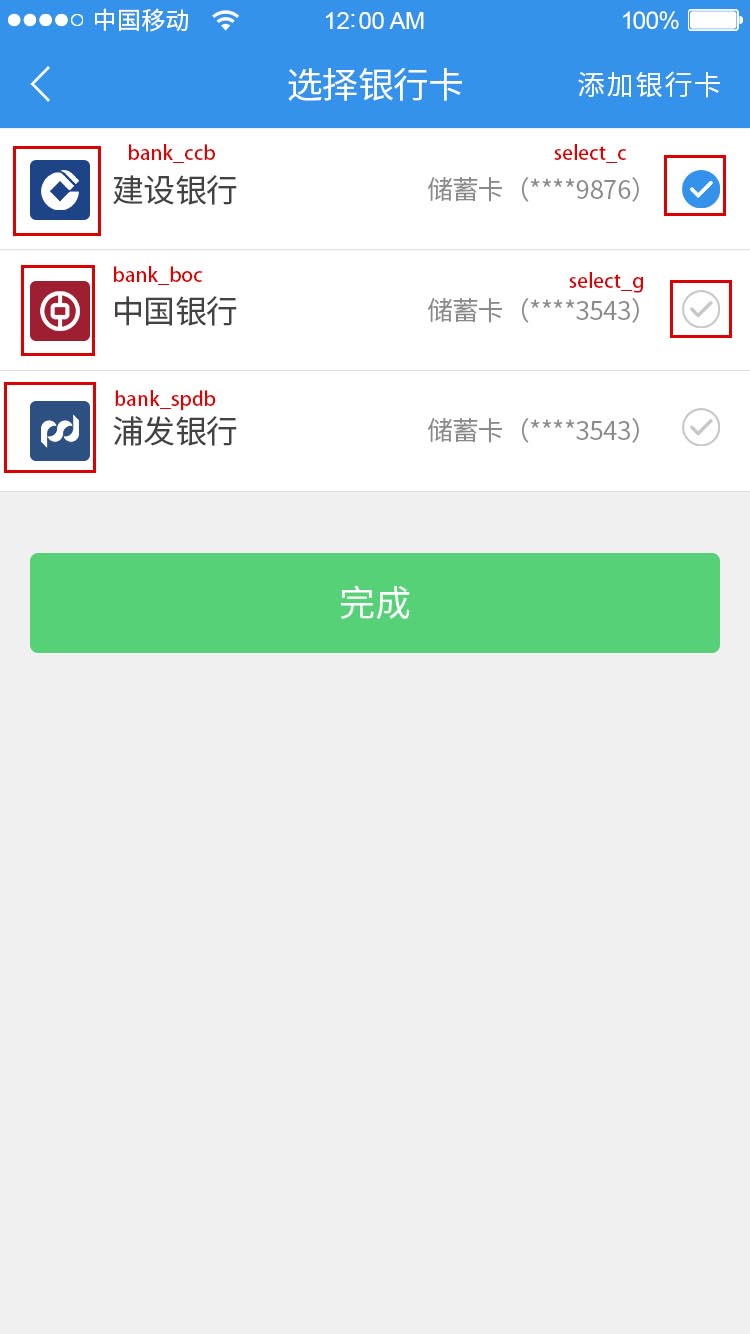 中国移动 12:00 AM 100%
选择银行卡 添加银行卡
bank_ccb select_c
建设银行 储蓄卡（****9876）
bank_boc select_g
中国银行 储蓄卡（****3543）
bank_spdb
浦发银行 储蓄卡（****3543）
完成